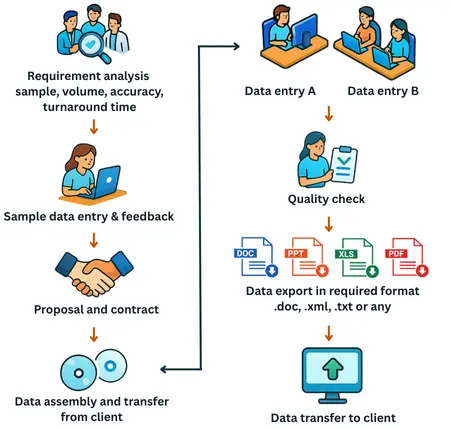 Requirement analysis
sample, volume, accuracy,
turnaround time
Sample data entry & feedback
Proposal and contract
Data assembly and transfer
from client
Data entry A
Data entry B
Quality check
DOC
PPT
XLS
PDF
Data export in required format
.doc, .xml, .txt or any
Data transfer to client